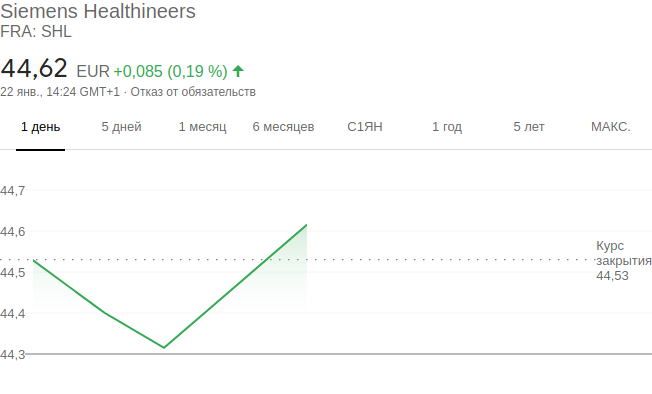 Siemens Healthineers
FRA: SHL
44,62 EUR +0,085 (0,19 %)
22 янв., 14:24 GMT+1 · Отказ от обязательств
1 день 5 дней 1 месяц 6 месяцев С1ЯН 1 год 5 лет МАКС.
44,7
44,6
Курс
закрытия
44,53
44,5
44,4
44,3